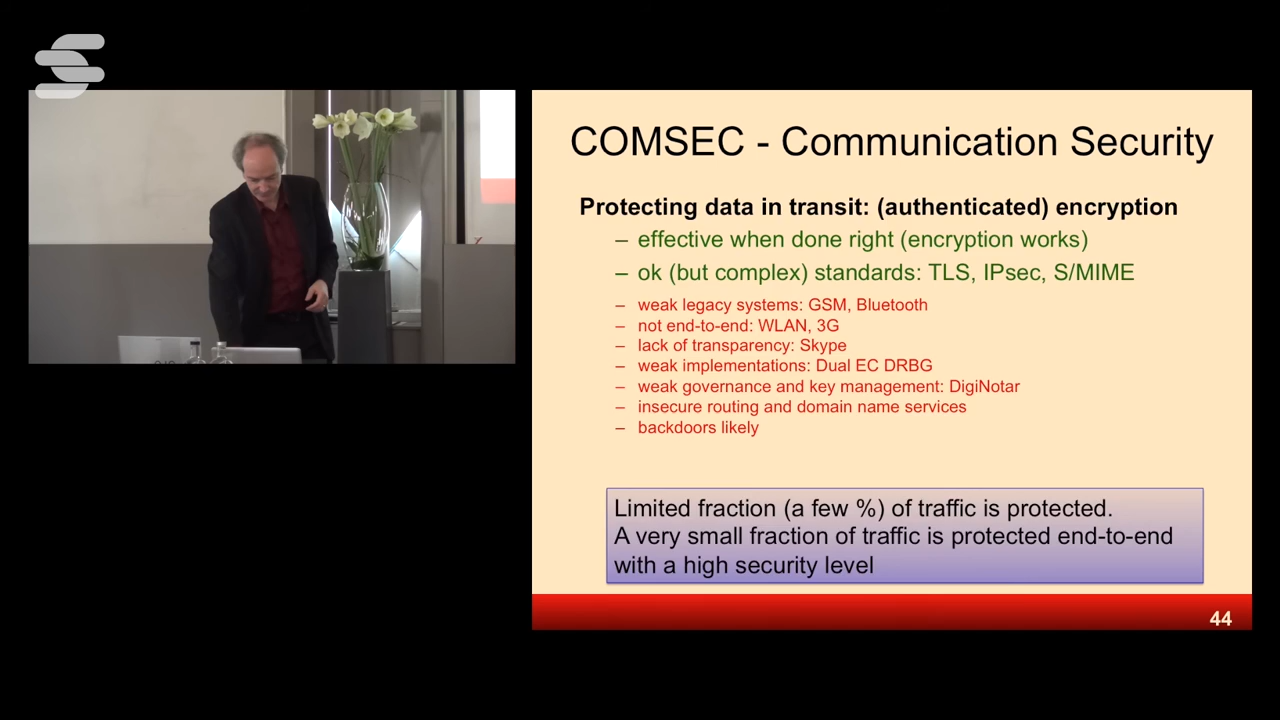 COMSEC - Communication Security
Protecting data in transit: (authenticated) encryption
– effective when done right (encryption works)
– ok (but complex) standards: TLS, IPsec, S/MIME
– weak legacy systems: GSM, Bluetooth
– not end-to-end: WLAN, 3G
– lack of transparency: Skype
– weak implementations: Dual EC DRBG
– weak governance and key management: DigiNotar
– insecure routing and domain name services
– backdoors likely
Limited fraction (a few %) of traffic is protected.
A very small fraction of traffic is protected end-to-end
with a high security level
44